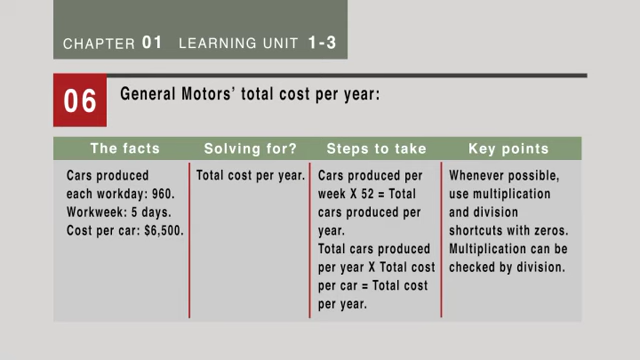 CHAPTER 01 LEARNING UNIT 1-3
06
General Motors' total cost per year:
The facts
Solving for?
Steps to take
Key points
Cars produced
each workday: 960.
Workweek: 5 days.
Cost per car: $6,500.
Total cost per year.
Cars produced per
week X 52 = Total
cars produced per
year.
Total cars produced
per year X Total cost
per car = Total cost
per year.
Whenever possible,
use multiplication
and division
shortcuts with zeros.
Multiplication can be
checked by division.